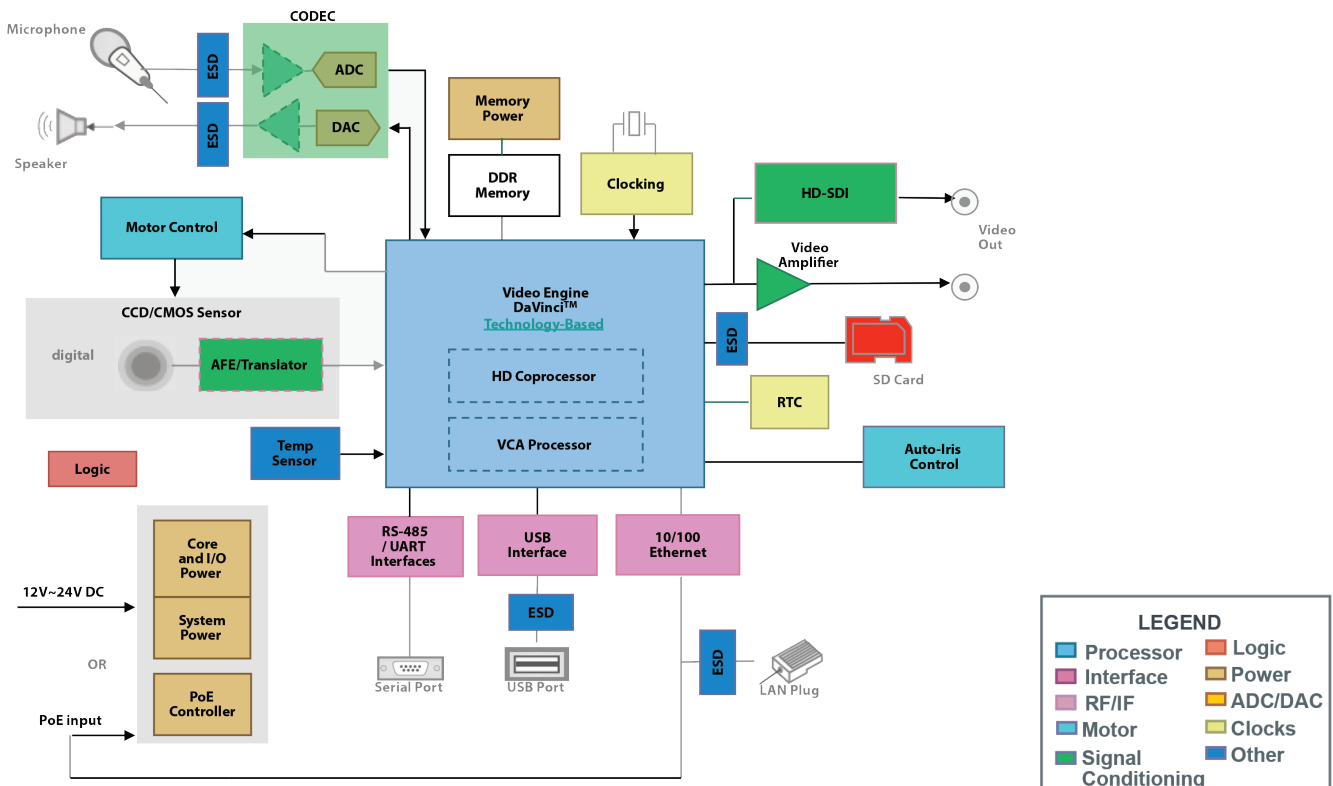 CODEC
Microphone
ESD
ADC
ESD
DAC
Speaker
Memory
Power
DDR
Memory
Clocking
HD-SDI
Video
Out
Video
Amplifier
Motor Control
CCD/CMOS Sensor
digital
AFE/Translator
Video Engine
DaVinci™
Technology-Based
HD Coprocessor
VCA Processor
ESD
SD Card
RTC
Auto-Iris
Control
Temp
Sensor
Logic
Core
and I/O
Power
System
Power
PoE
Controller
12V~24V DC
OR
PoE input
RS-485
/ UART
Interfaces
USB
Interface
10/100
Ethernet
ESD
ESD
Serial Port
USB Port
LAN Plug
LEGEND
Processor
Interface
RF/IF
Motor
Signal
Conditioning
Logic
Power
ADC/DAC
Clocks
Other